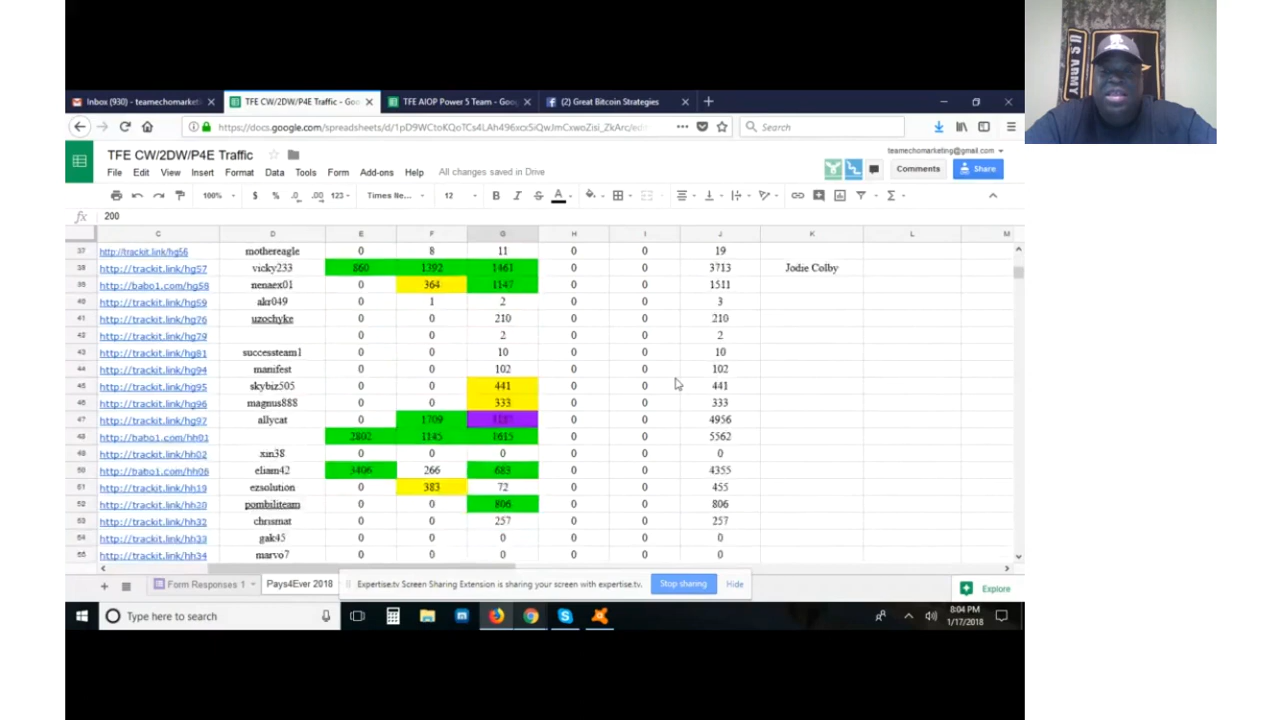 Inbox (930) - teamechomarketi
TFE CW/2DW/P4E Traffic - Goo
TFE AIOP Power 5 Team - Goo
(2) Great Bitcoin Strategies
Search
TFE CW/2DW/P4E Traffic
teamechomarketing@gmail.com
File Edit View Insert Format Data Tools Form Add-ons Help All changes saved in Drive
Comments
Share
100% $ % .0 .00 123 Times Ne... 12 B I S A
fx 200
C D E F G H I J K L M
37 http://trackit.link/hg56 mothereagle 0 8 11 0 0 19
38 http://trackit.link/hg57 vicky233 860 1392 1461 0 0 3713 Jodie Colby
39 http://babo1.com/hg58 nenaex01 0 364 1147 0 0 1511
40 http://trackit.link/hg59 akr049 0 1 2 0 0 3
41 http://trackit.link/hg76 uzochyke 0 0 210 0 0 210
42 http://trackit.link/hg79 0 0 2 0 0 2
43 http://trackit.link/hg81 successteam1 0 0 10 0 0 10
44 http://trackit.link/hg94 manifest 0 0 102 0 0 102
45 http://trackit.link/hg95 skybiz505 0 0 441 0 0 441
46 http://trackit.link/hg96 magnus888 0 0 333 0 0 333
47 http://trackit.link/hg97 allycat 0 1709 0 0 4956
48 http://babo1.com/hh01 2802 1145 1615 0 0 5562
49 http://trackit.link/hh02 xin38 0 0 0 0 0 0
50 http://babo1.com/hh08 eliam42 3406 266 683 0 0 4355
51 http://trackit.link/hh19 ezsolution 0 383 72 0 0 455
52 http://trackit.link/hh28 pombiliteam 0 0 806 0 0 806
53 http://trackit.link/hh32 chrismat 0 0 257 0 0 257
54 http://trackit.link/hh33 gak45 0 0 0 0 0 0
55 http://trackit.link/hh34 marvo7 0 0 0 0 0 0
Form Responses 1
Pays4Ever 2018
Expertise.tv Screen Sharing Extension is sharing your screen with expertise.tv.
Stop sharing
Hide
Explore
Type here to search
8:04 PM
1/17/2018
U.S. ARMY